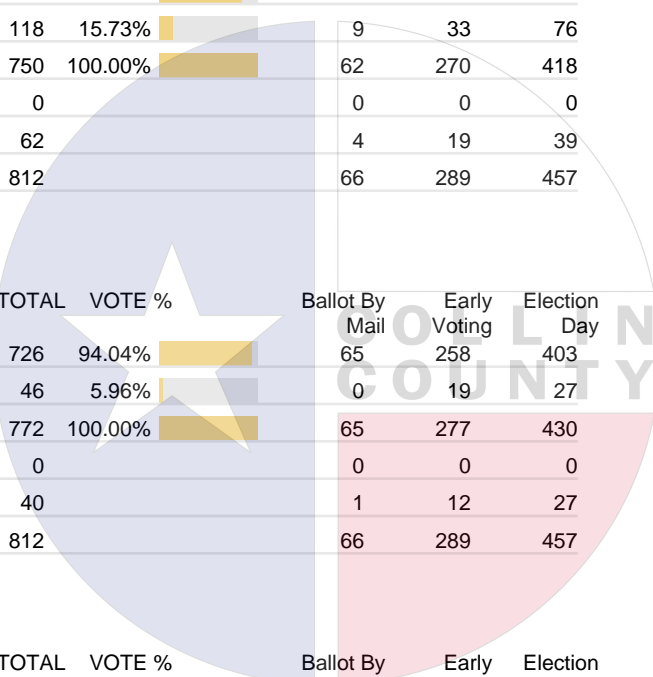 118 15.73% 9 33 76
750 100.00% 62 270 418
0 0 0 0
62 4 19 39
812 66 289 457
TOTAL VOTE % Ballot By Mail Early Voting Election Day
COLLIN COUNTY
726 94.04% 65 258 403
46 5.96% 0 19 27
772 100.00% 65 277 430
0 0 0 0
40 1 12 27
812 66 289 457
TOTAL VOTE % Ballot By Early Election